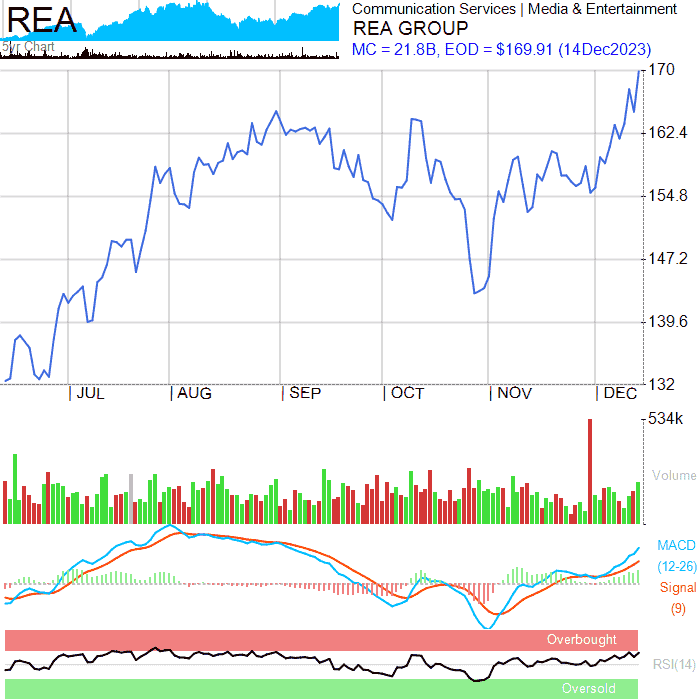 REA
5yr Chart
Communication Services | Media & Entertainment
REA GROUP
MC = 21.8B, EOD = $169.91 (14Dec2023)
170
162.4
154.8
147.2
139.6
132
JUL
AUG
SEP
OCT
NOV
DEC
534k
Volume
MACD
(12-26)
Signal
(9)
Overbought
RSI(14)
Oversold